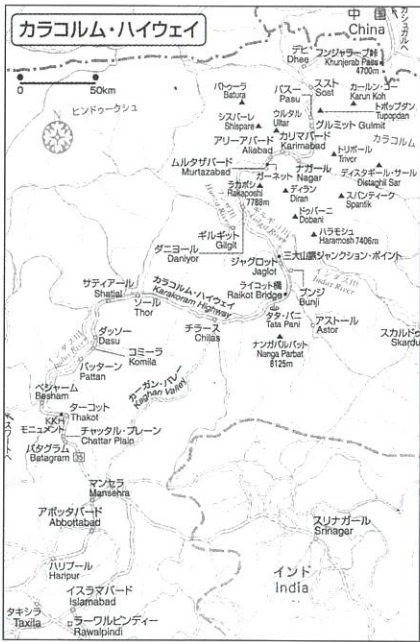 カラコルム・ハイウェイ
0
50km
中国
China
カシュガルへ
デヒ
Dhee
フンジャラーブ峠
Khunjerab Pass
4700m
バトゥーラ
Batura
パスー
Pasu
ススト
Sost
カールン・コー
Karun Koh
ヒンドゥークシュ
シスパーレ
Shispare
ウルタル
Ultar
トポップダン
Tupopdan
グルミット Gulmit
カリマバード
Karimabad
アリーアバード
Aliabad
カラコルム
トリボール
Trivor
ムルタザバード
Murtazabad
ガーネット
ナガール
Nagar
ディスタギール・サール
Distaghil Sar
ラカポシ
Rakaposhi
7788m
ディラン
Diran
スパンティーク
Spantik
ドゥバーニ
Dobani
ギルギット
Gilgit
ハラモシュ
Haramosh 7406m
ダニヨール
Daniyor
三大山脈ジャンクション・ポイント
ジャグロット
Jaglot
サティアール
Shatial
カラコルム・ハイウェイ
Karakoram Highway
ライコット橋
Raikot Bridge
ブンジ
Bunji
Indus River
ソール
Thor
タタ・パニ
Tata Pani
アストール
Astor
スカルドゥ
Skardu
チラース
Chilas
ダッソー
Dasu
ナンガパルバット
Nanga Parbat
8125m
コミーラ
Komila
パッターン
Pattan
カーガン・バレー
Kaghan Valley
ベシャーム
Besham
ターコット
Thakot
KKH
モニュメント
スワートへ
チャッタル・プレーン
Chattar Plain
バタグラム
Batagram
35
マンセラ
Mansehra
アボッタバード
Abbottabad
スリナガール
Srinagar
ハリプール
Haripur
インド
India
イスラマバード
Islamabad
タキシラ
Taxila
ラーワルピンディー
Rawalpindi